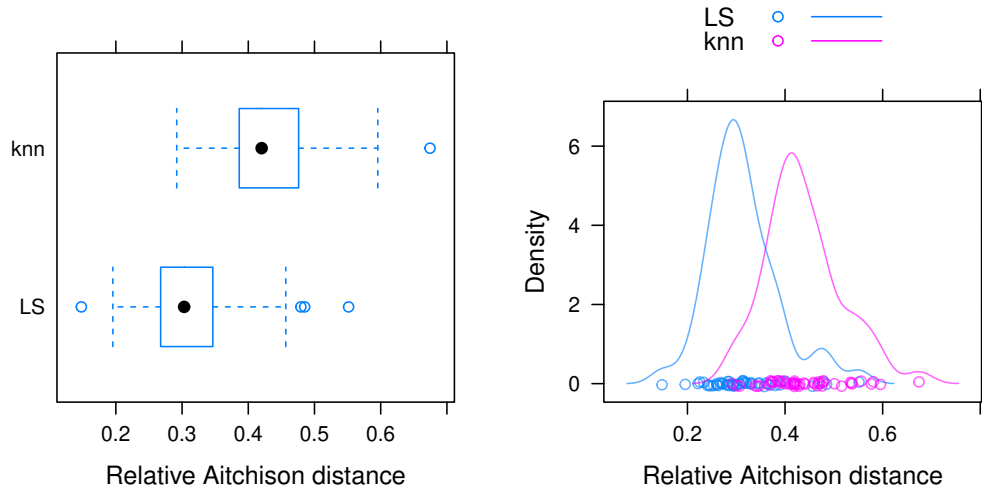 knn
LS
0.2 0.3 0.4 0.5 0.6
Relative Aitchison distance
LS
knn
Density
6
4
2
0
0.2 0.4 0.6
Relative Aitchison distance